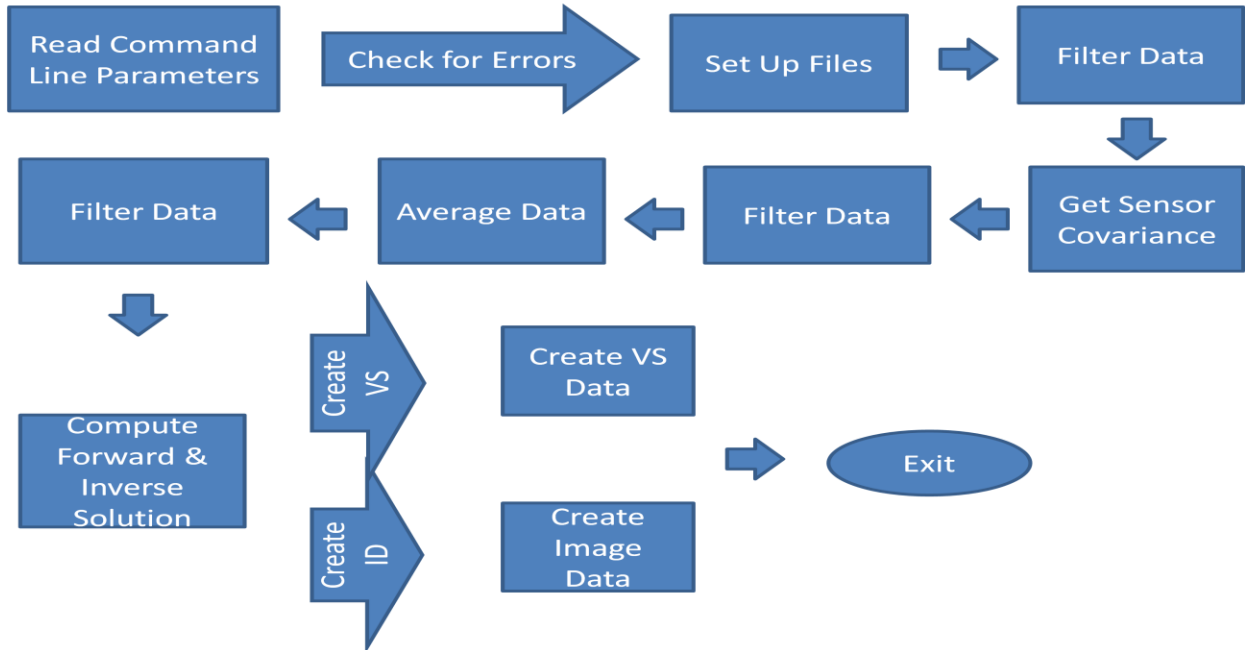 Read Command
Line Parameters
Check for Errors
Set Up Files
Filter Data
Get Sensor
Covariance
Filter Data
Average Data
Filter Data
Compute
Forward &
Inverse
Solution
Create
VS
Create VS
Data
Create
ID
Create
Image
Data
Exit